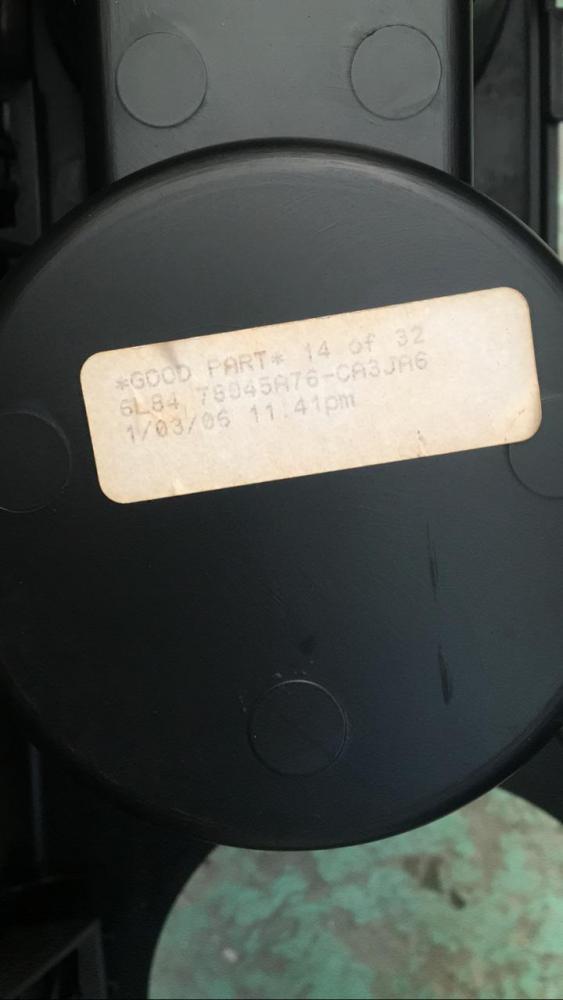 *GOOD PART* 14 of 32
6L84 78045A76-CA3JA6
1/03/06 11:41pm